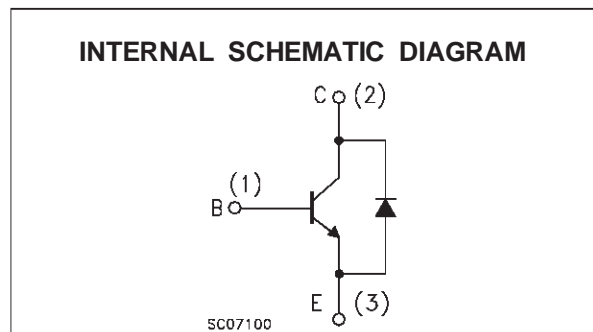 INTERNAL SCHEMATIC DIAGRAM
C (2)
(1)
B
E (3)
SC07100